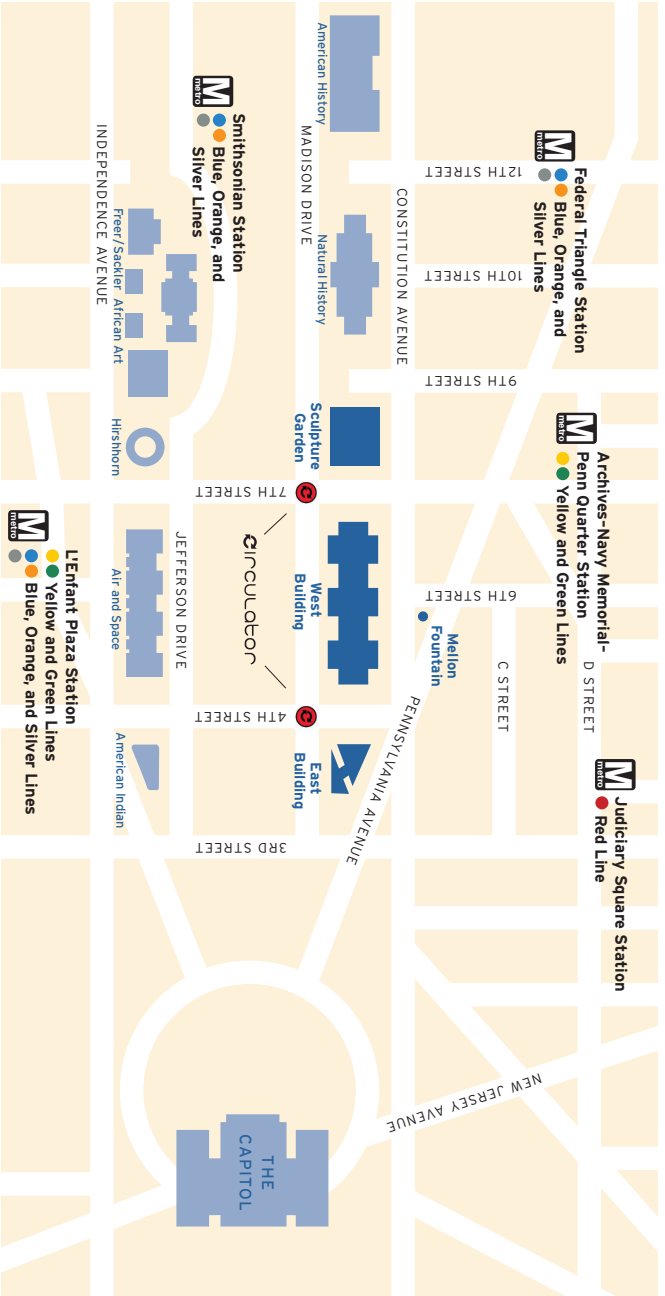 M
metro
Judiciary Square Station
Red Line
M
metro
Federal Triangle Station
Blue, Orange, and
Silver Lines
M
metro
Archives–Navy Memorial–
Penn Quarter Station
Yellow and Green Lines
D STREET
C STREET
12TH STREET
10TH STREET
9TH STREET
6TH STREET
Mellon
Fountain
NEW JERSEY AVENUE
CONSTITUTION AVENUE
PENNSYLVANIA AVENUE
American History
Natural History
Sculpture
Garden
West
Building
East
Building
MADISON DRIVE
7TH STREET
Circulator
4TH STREET
3RD STREET
THE
CAPITOL
M
metro
Smithsonian Station
Blue, Orange, and
Silver Lines
JEFFERSON DRIVE
Freer/Sackler
African Art
Hirshhorn
Air and Space
American Indian
INDEPENDENCE AVENUE
M
metro
L'Enfant Plaza Station
Yellow and Green Lines
Blue, Orange, and Silver Lines